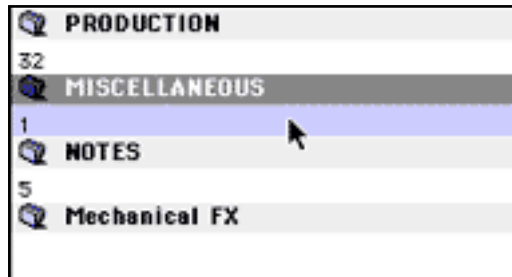 PRODUCTION
32
MISCELLANEOUS
1
NOTES
5
Mechanical FX